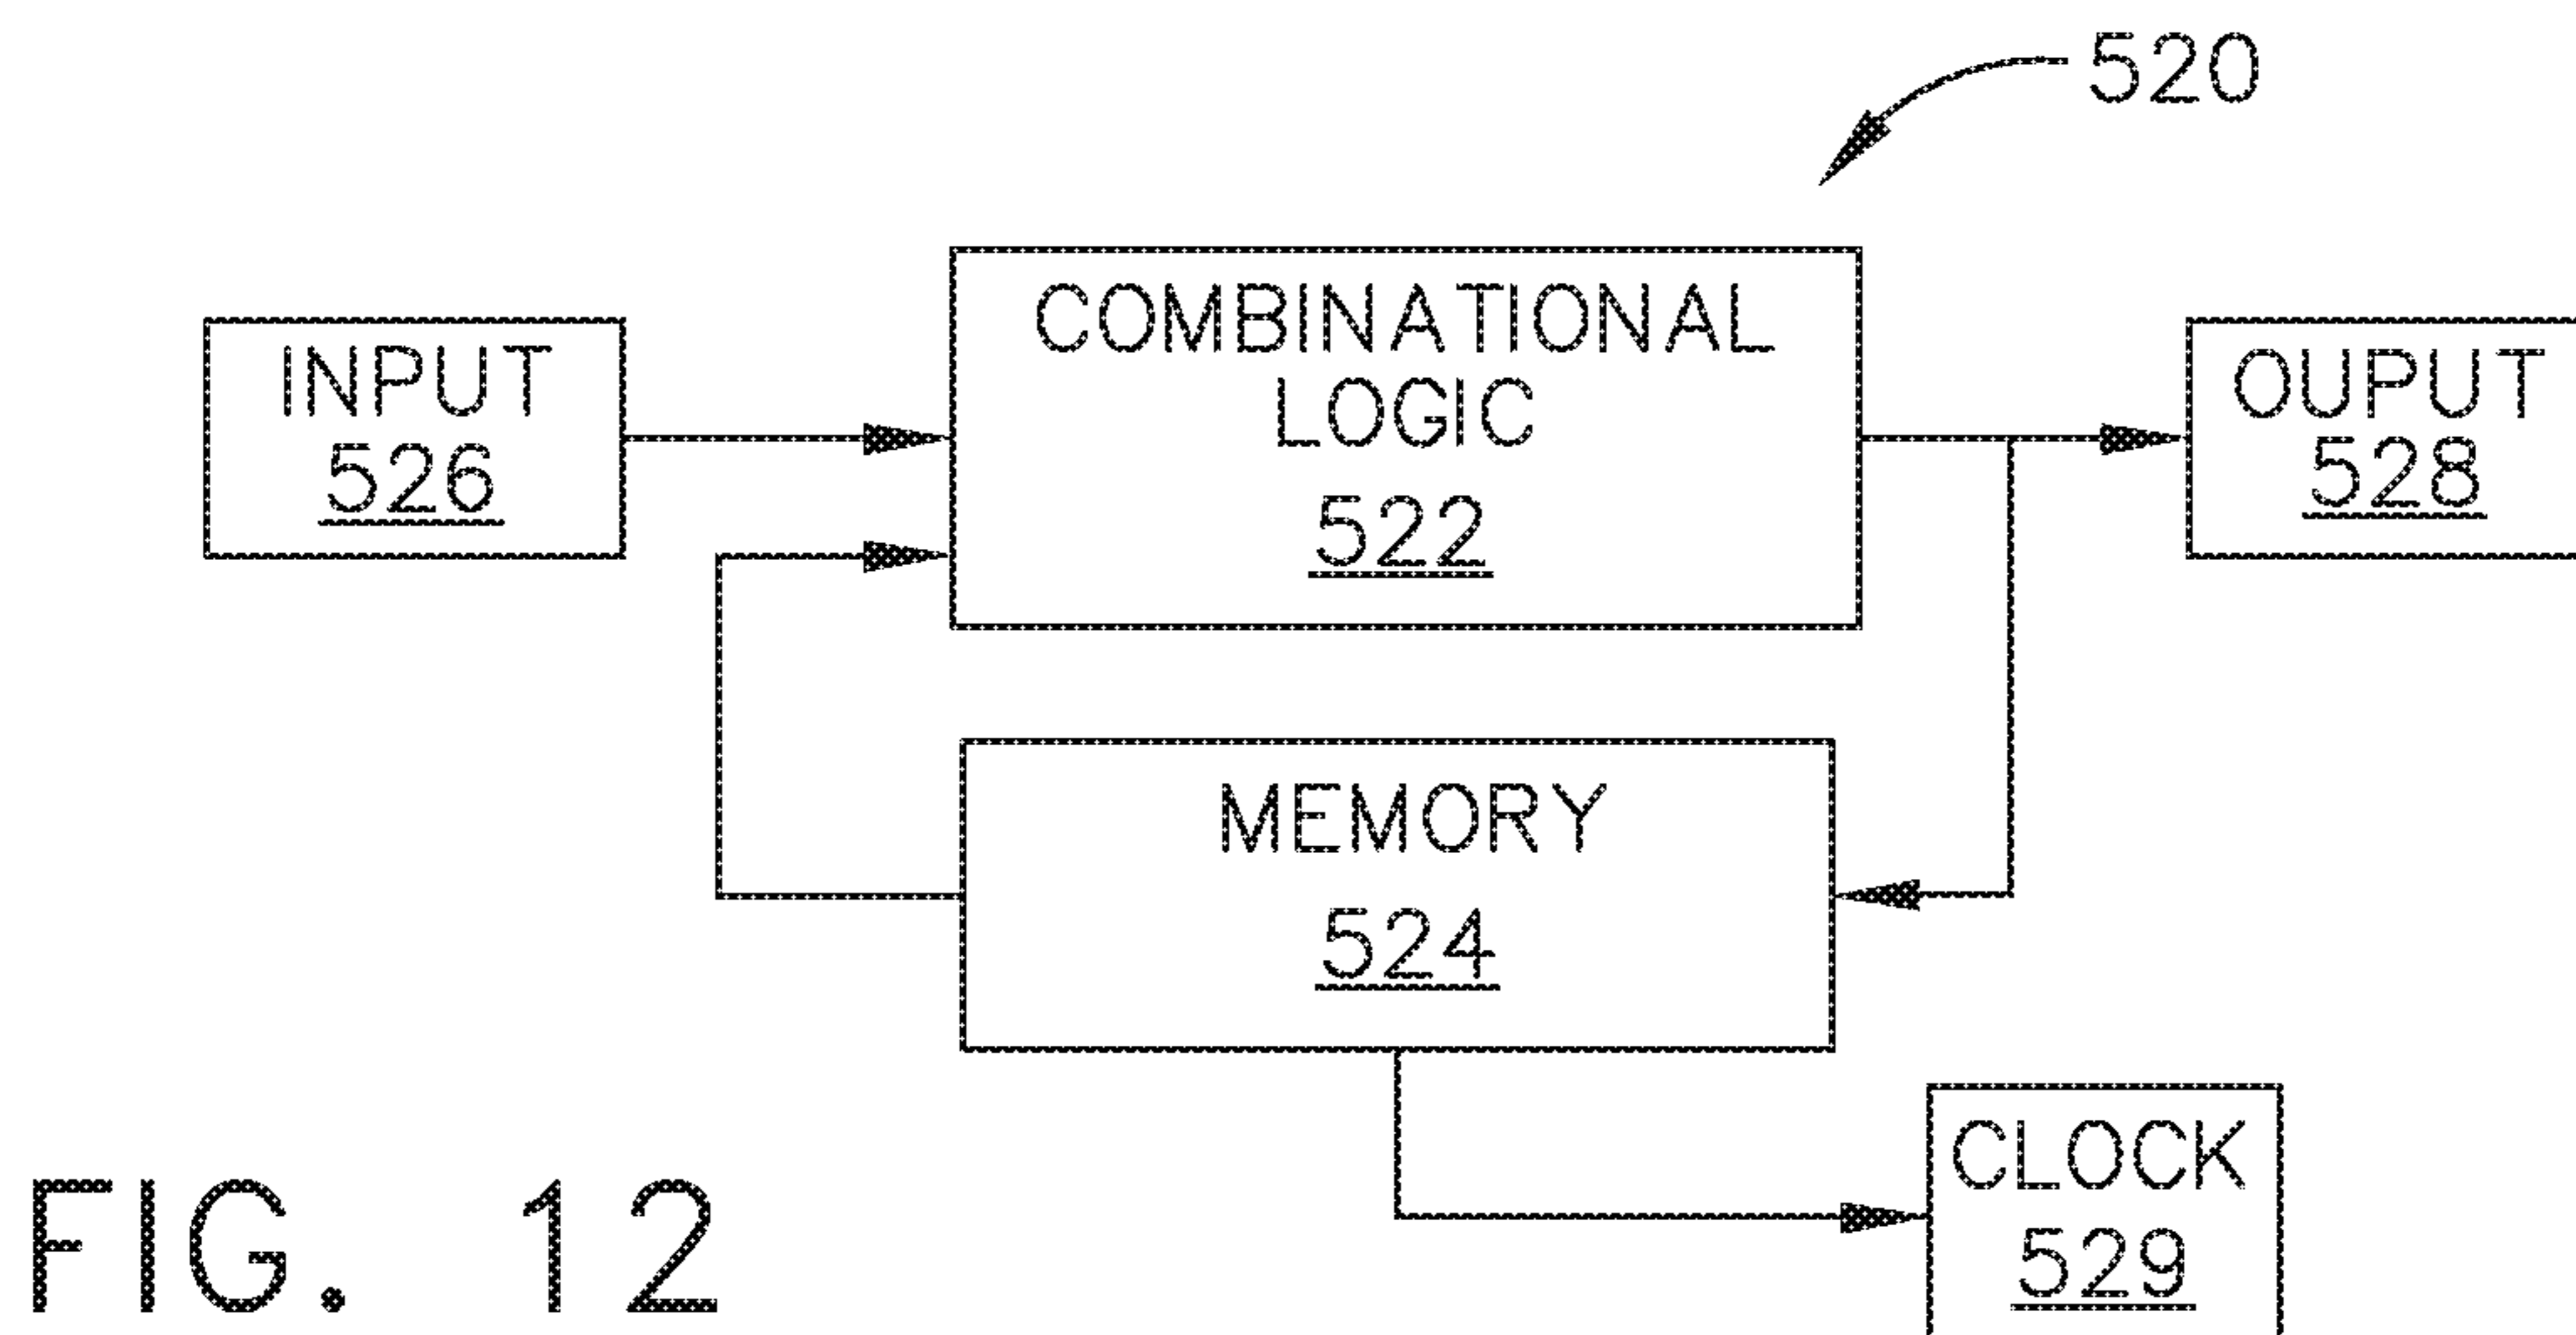 520
COMBINATIONAL
LOGIC
522
INPUT
526
OUPUT
528
MEMORY
524
CLOCK
529
FIG. 12